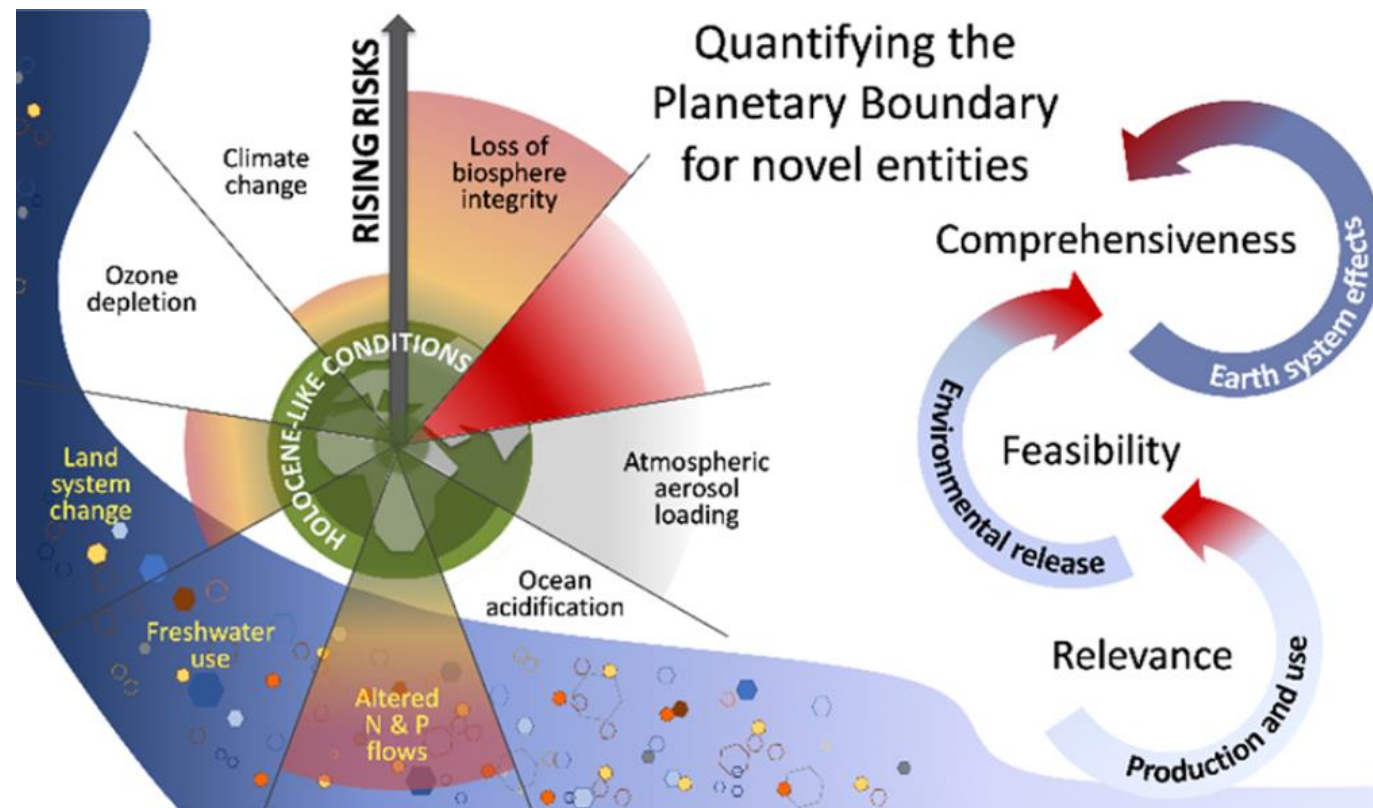 Quantifying the
Planetary Boundary
for novel entities
RISING RISKS
Loss of
biosphere
integrity
Climate
change
Ozone
depletion
HOLOCENE-LIKE CONDITIONS
Land
system
change
Freshwater
use
Altered
N & P
flows
Ocean
acidification
Atmospheric
aerosol
loading
Comprehensiveness
Earth system effects
Feasibility
Environmental release
Relevance
Production and use